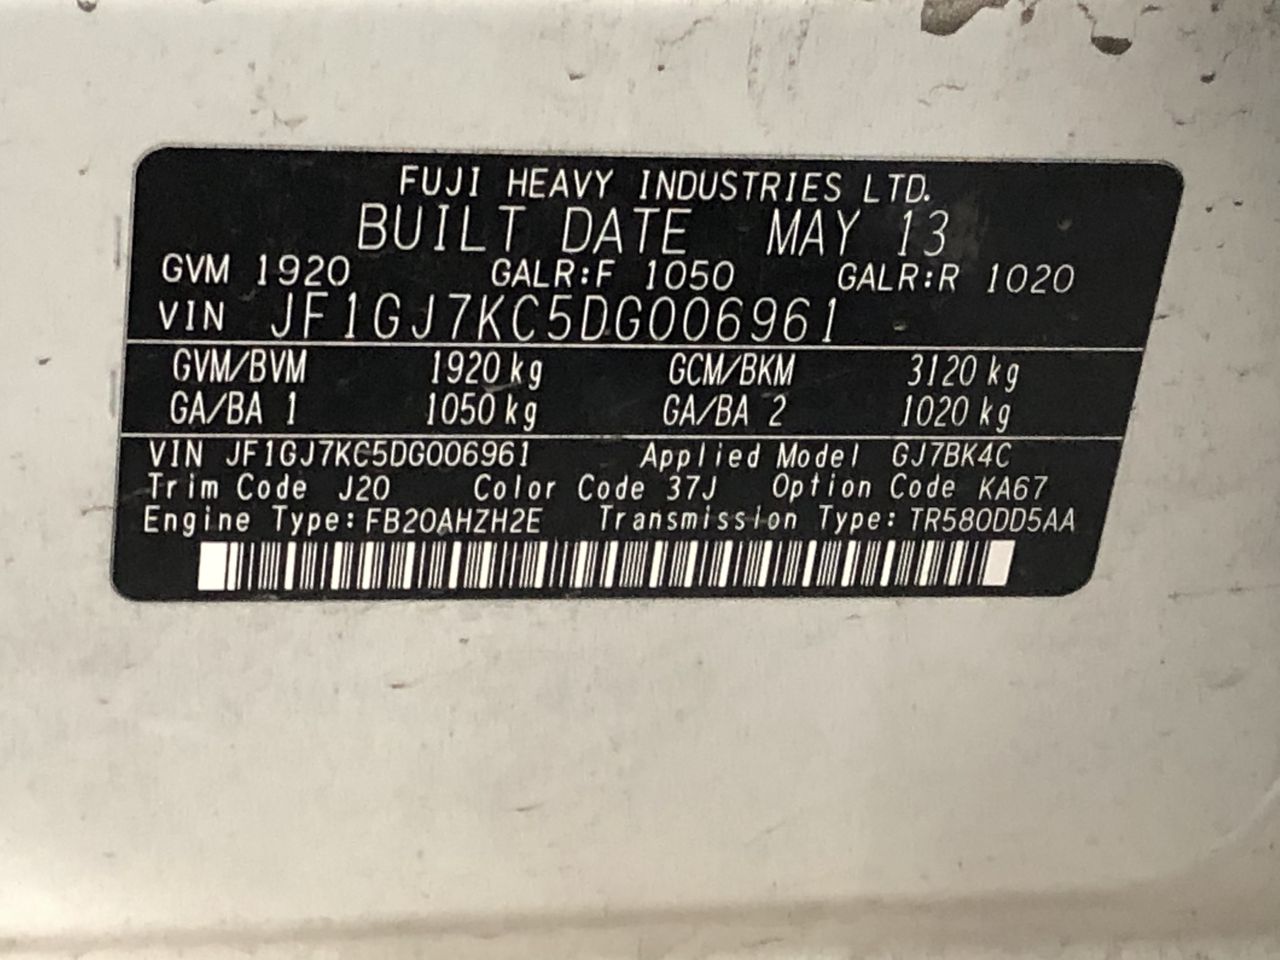 FUJI HEAVY INDUSTRIES LTD.
BUILT DATE MAY 13
GVM 1920 GALR:F 1050 GALR:R 1020
VIN JF1GJ7KC5DG006961
GVM/BVM 1920 kg GCM/BKM 3120 kg
GA/BA 1 1050 kg GA/BA 2 1020 kg
VIN JF1GJ7KC5DG006961 Applied Model GJ7BK4C
Trim Code J20 Color Code 37J Option Code KA67
Engine Type: FB20AHZH2E Transmission Type: TR580DD5AA